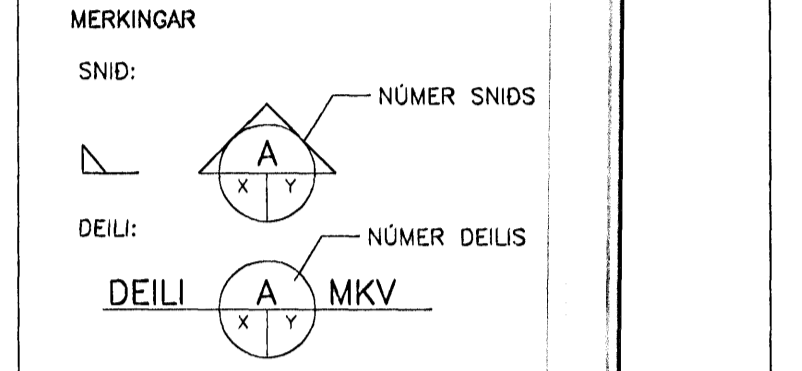 MERKINGAR
SNIÐ:
NÚMER SNIÐS
A
X Y
DEILI:
NÚMER DEILIS
DEILI A MKV
X Y